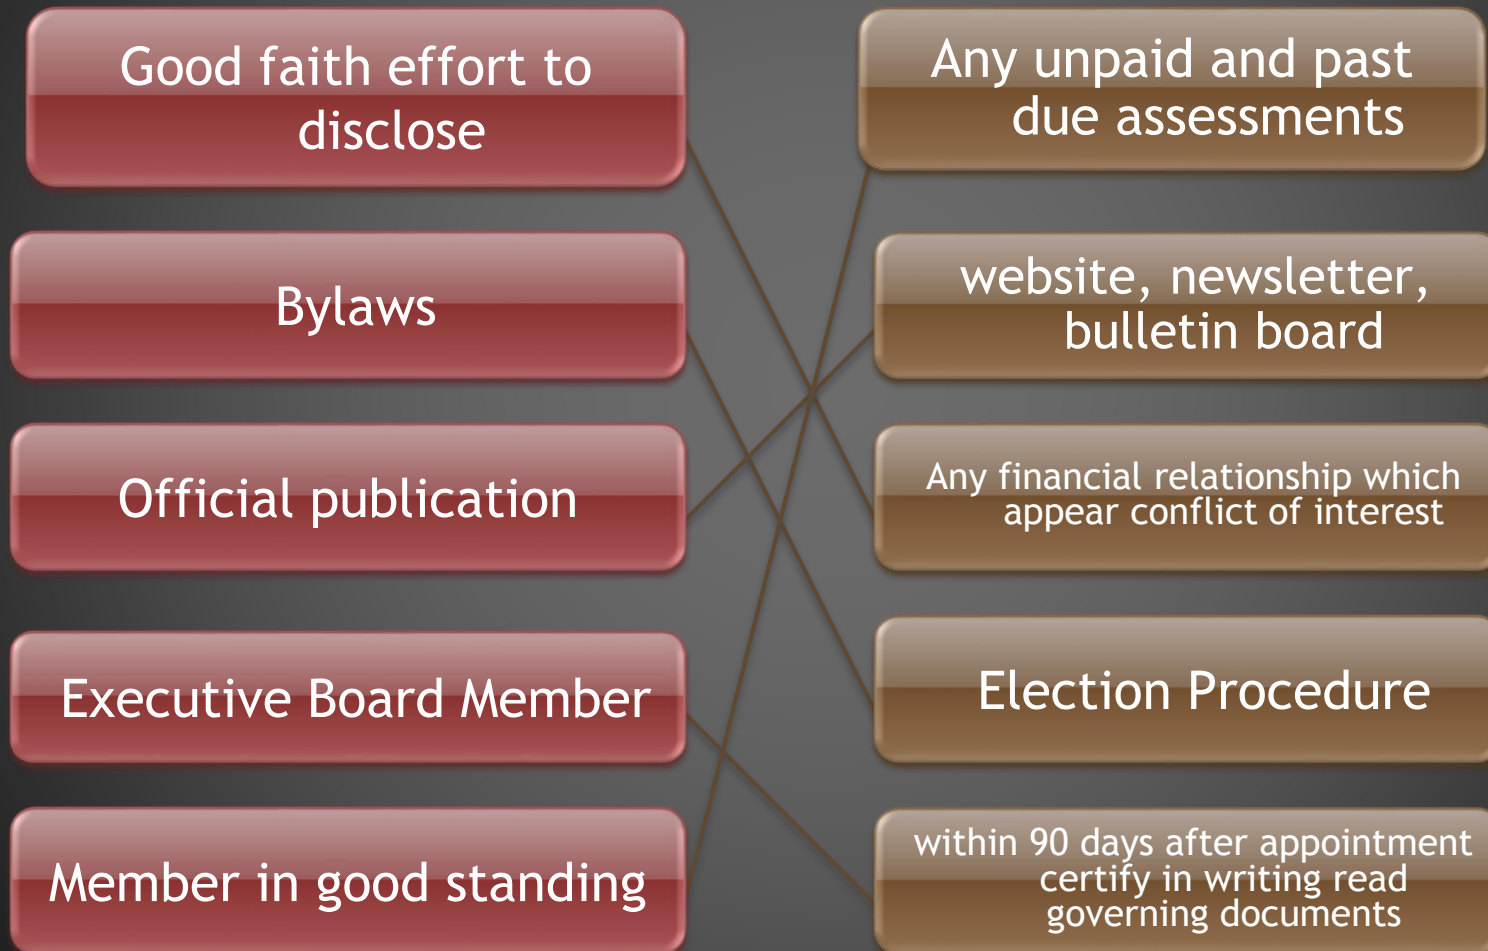 Good faith effort to
disclose
Any unpaid and past
due assessments
Bylaws
website, newsletter,
bulletin board
Official publication
Any financial relationship which
appear conflict of interest
Executive Board Member
Election Procedure
Member in good standing
within 90 days after appointment
certify in writing read
governing documents